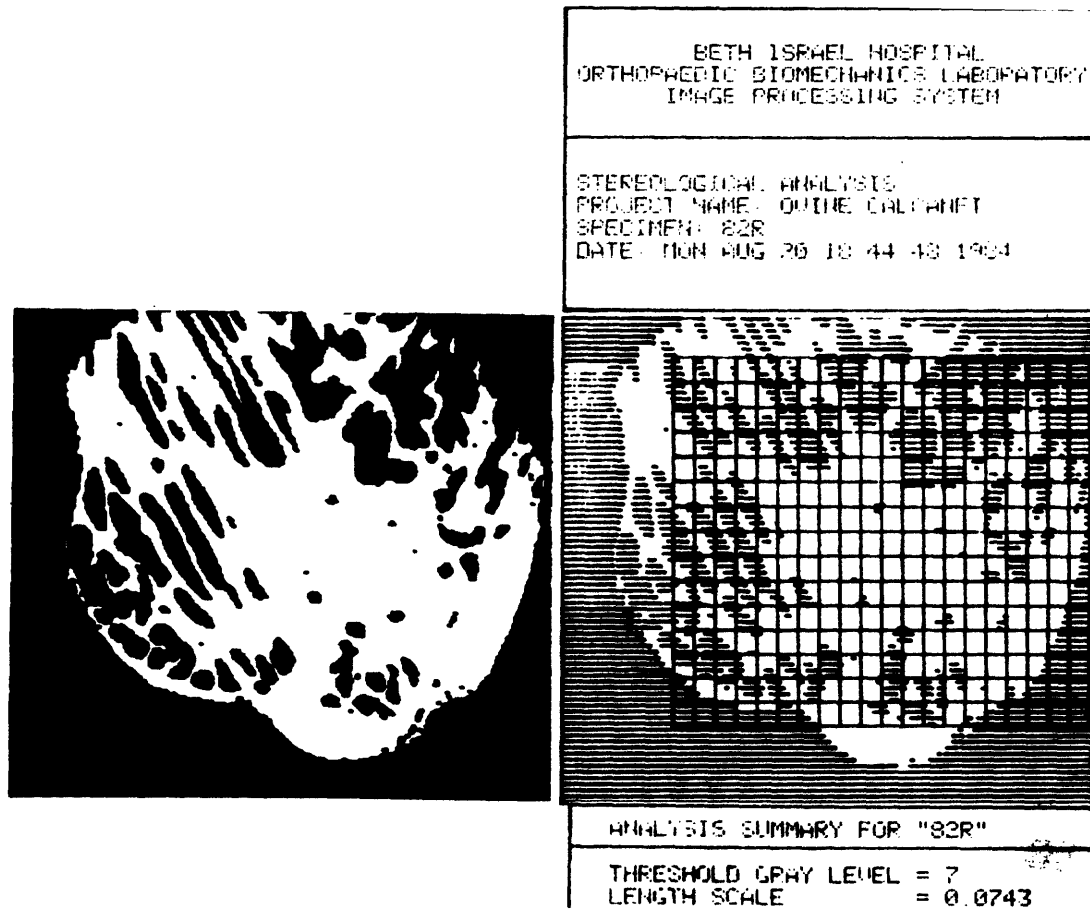 BETH ISRAEL HOSPITAL
ORTHOPAEDIC BIOMECHANICS LABORATORY
IMAGE PROCESSING SYSTEM
STEREOLOGICAL ANALYSIS
PROJECT NAME: OVINE CALCANEI
SPECIMEN: 82R
DATE: MON AUG 20 18 44 48 1984
ANALYSIS SUMMARY FOR "82R"
THRESHOLD GRAY LEVEL = 7
LENGTH SCALE = 0.0743